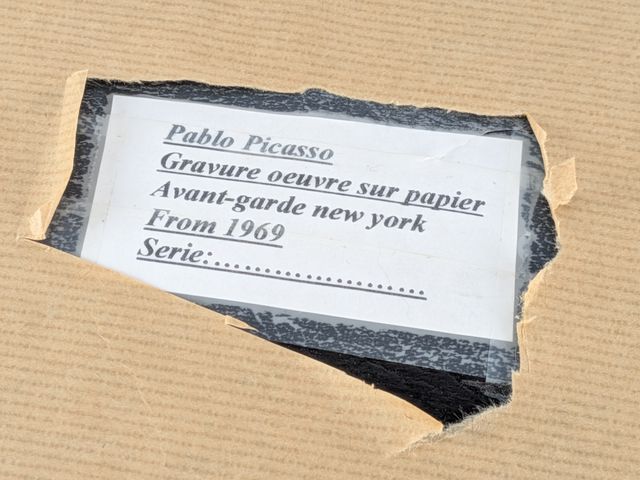 Pablo Picasso
Gravure oeuvre sur papier
Avant-garde new york
From 1969
Serie:......................